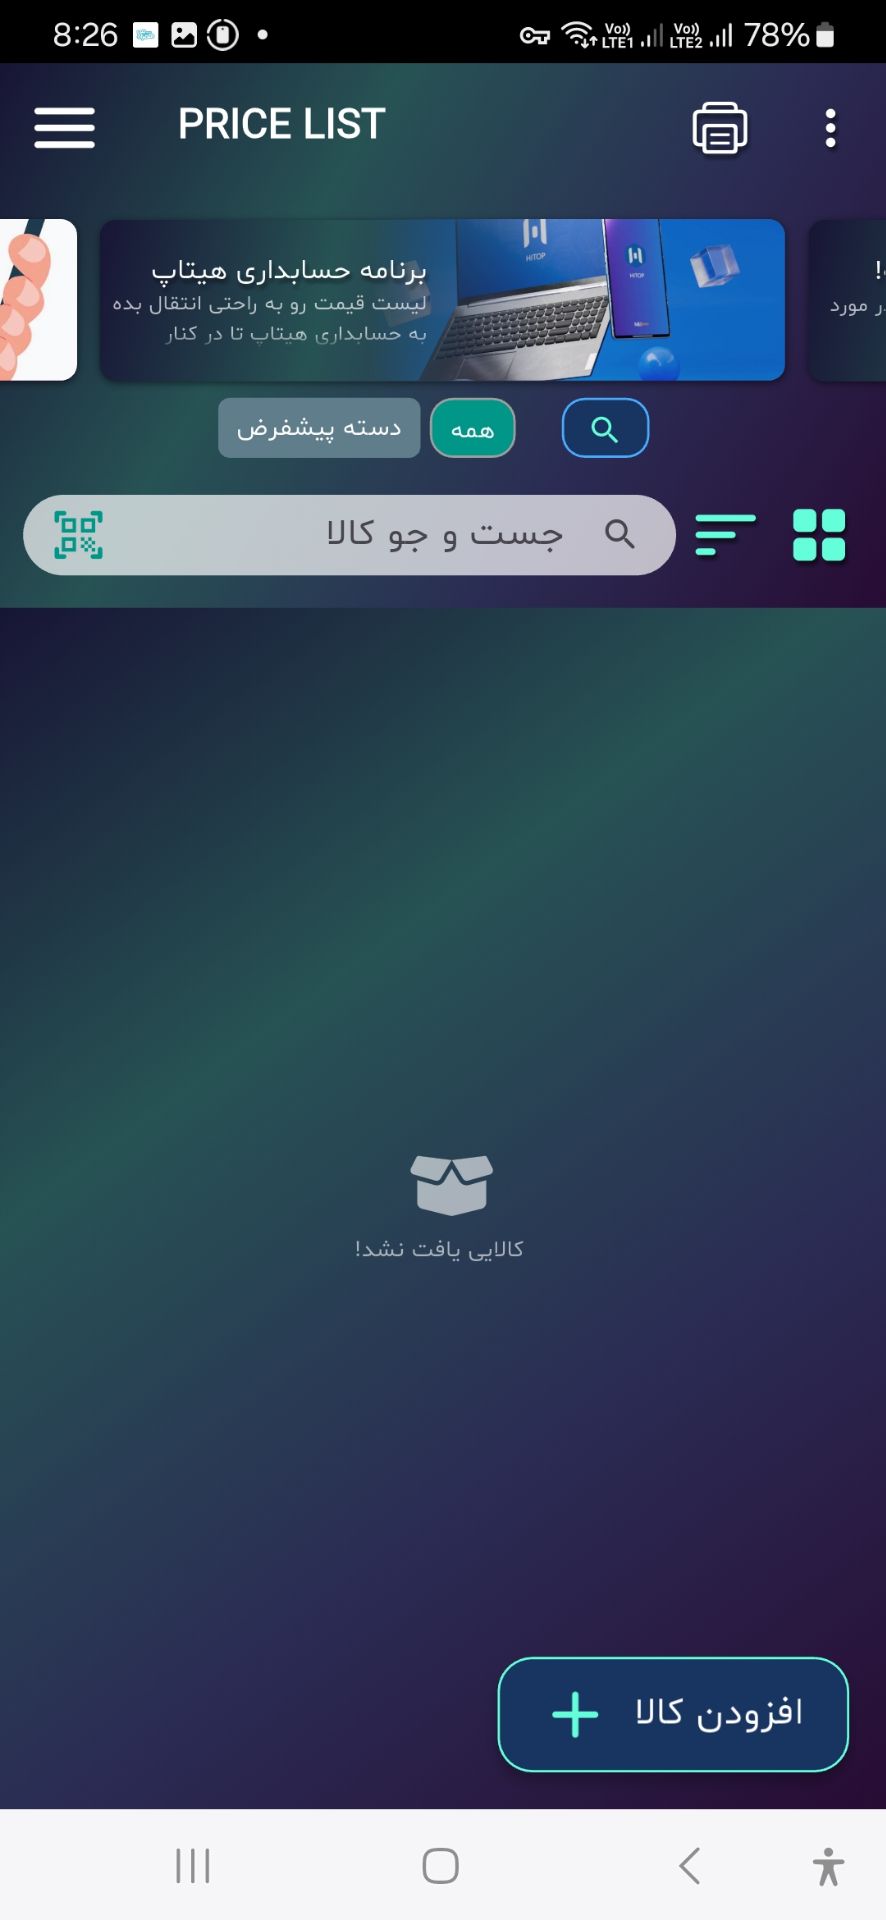 8:26
Vo)) LTE1 Vo)) LTE2 78%
PRICE LIST
برنامه حسابداری هیتاپ
لیست قیمت رو به راحتی انتقال بده
به حسابداری هیتاپ تا در کنار
HITOP
HITOP
ر مورد
همه
دسته پیشفرض
جست و جو کالا
کالایی یافت نشد!
افزودن کالا